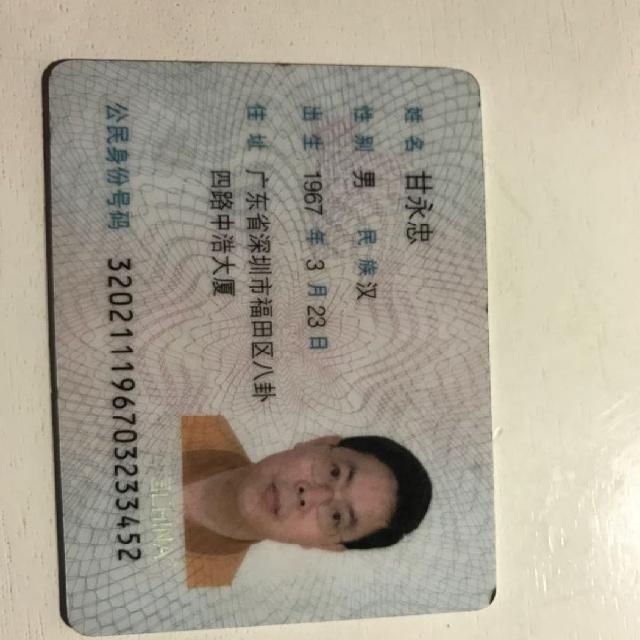 姓名 甘永忠
性别 男 民族 汉
出生 1967 年 3 月 23 日
住址 广东省深圳市福田区八卦
四路中浩大厦
公民身份号码 320211196703233452
CHINA